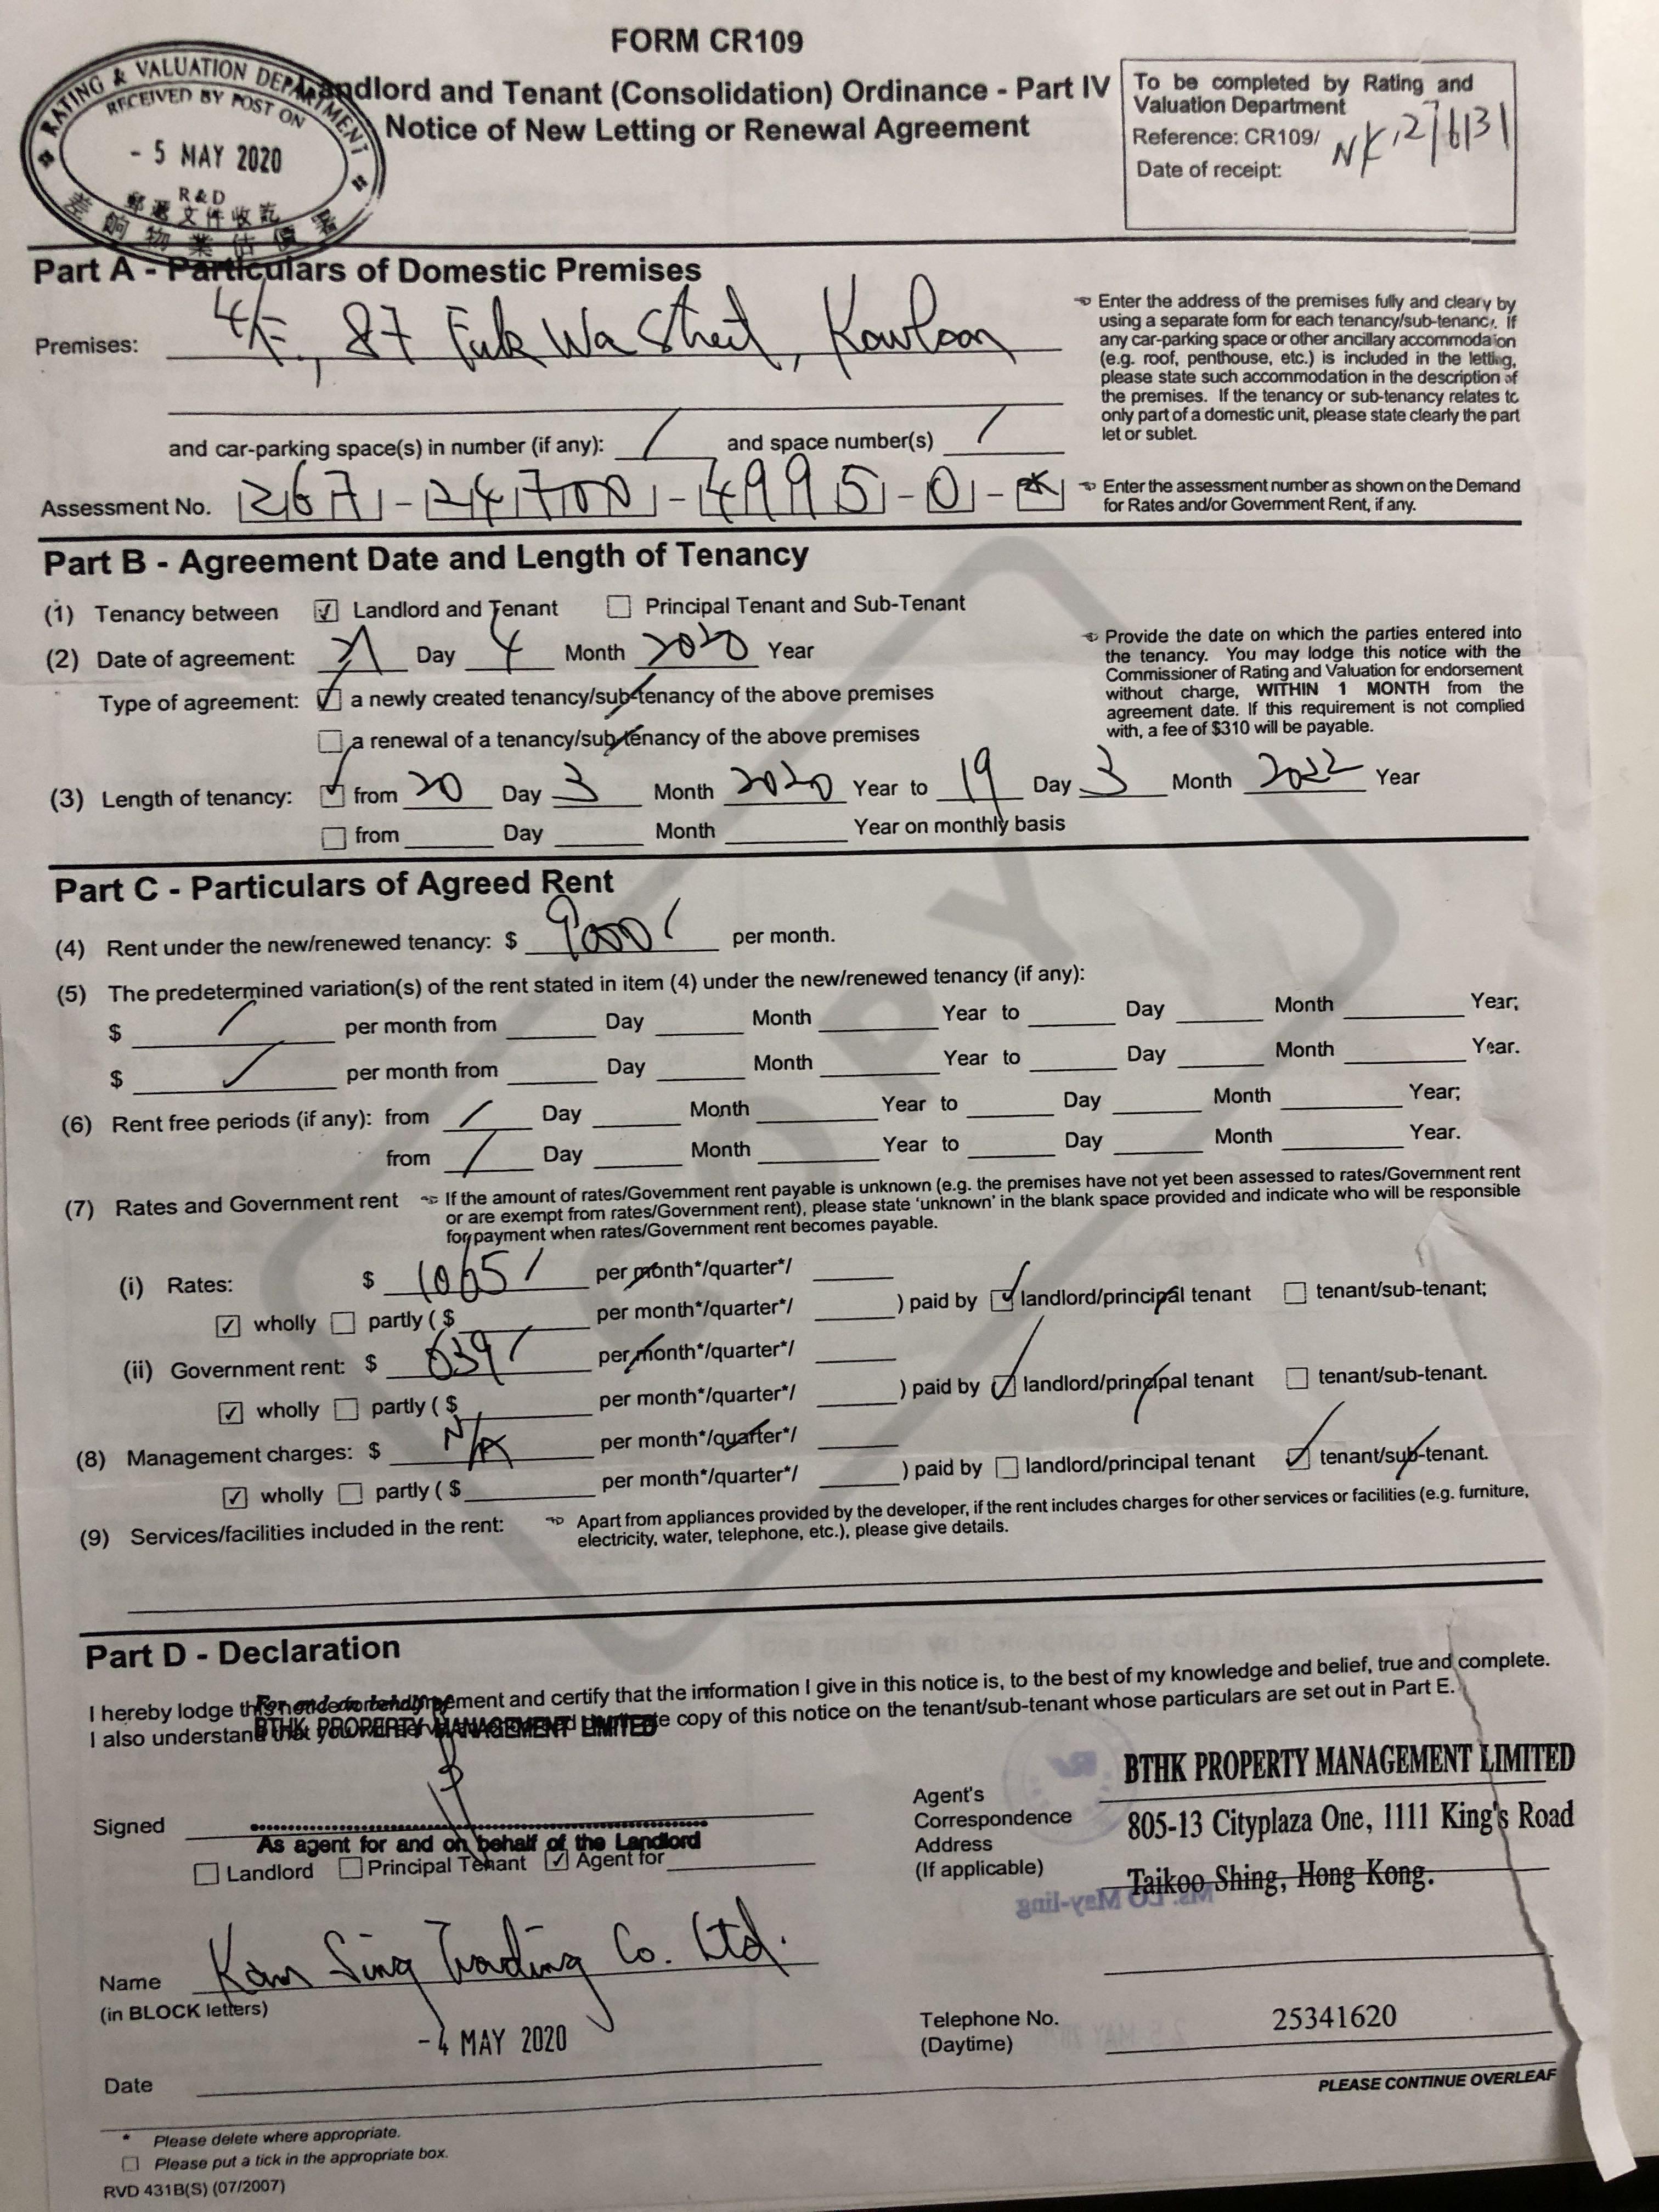 FORM CR109
Landlord and Tenant (Consolidation) Ordinance - Part IV
Notice of New Letting or Renewal Agreement
RATING & VALUATION DEPARTMENT
RECEIVED BY POST ON
- 5 MAY 2020
R & D
郵遞文件收訖
差餉物業估價署
To be completed by Rating and
Valuation Department
Reference: CR109/
Date of receipt:
Part A - Particulars of Domestic Premises
Premises: 4/F, 87 Fuk Wa Street, Kowloon
☜ Enter the address of the premises fully and cleary by
using a separate form for each tenancy/sub-tenancy. If
any car-parking space or other ancillary accommodation
(e.g. roof, penthouse, etc.) is included in the letting,
please state such accommodation in the description of
the premises. If the tenancy or sub-tenancy relates to
only part of a domestic unit, please state clearly the part
let or sublet.
and car-parking space(s) in number (if any): / and space number(s) /
Assessment No. 267 - 24700 - 4995 - 0 -
☜ Enter the assessment number as shown on the Demand
for Rates and/or Government Rent, if any.
Part B - Agreement Date and Length of Tenancy
(1) Tenancy between ☑ Landlord and Tenant ☐ Principal Tenant and Sub-Tenant
(2) Date of agreement: Day 4 Month 2020 Year
Type of agreement: ☑ a newly created tenancy/sub-tenancy of the above premises
☐ a renewal of a tenancy/sub-tenancy of the above premises
☜ Provide the date on which the parties entered into
the tenancy. You may lodge this notice with the
Commissioner of Rating and Valuation for endorsement
without charge, WITHIN 1 MONTH from the
agreement date. If this requirement is not complied
with, a fee of $310 will be payable.
(3) Length of tenancy: ☑ from 20 Day 3 Month 2020 Year to 19 Day 3 Month 2022 Year
☐ from Day Month Year on monthly basis
Part C - Particulars of Agreed Rent
(4) Rent under the new/renewed tenancy: $ 9000/ per month.
(5) The predetermined variation(s) of the rent stated in item (4) under the new/renewed tenancy (if any):
$ / per month from Day Month Year to Day Month Year;
$ / per month from Day Month Year to Day Month Year.
(6) Rent free periods (if any): from / Day Month Year to Day Month Year;
from / Day Month Year to Day Month Year.
(7) Rates and Government rent ☜ If the amount of rates/Government rent payable is unknown (e.g. the premises have not yet been assessed to rates/Government rent
or are exempt from rates/Government rent), please state 'unknown' in the blank space provided and indicate who will be responsible
for payment when rates/Government rent becomes payable.
(i) Rates: $ 1065/ per month*/quarter*/
☑ wholly ☐ partly ( $ per month*/quarter*/ ) paid by ☑ landlord/principal tenant ☐ tenant/sub-tenant;
(ii) Government rent: $ 639/ per month*/quarter*/
☑ wholly ☐ partly ( $ per month*/quarter*/ ) paid by ☑ landlord/principal tenant ☐ tenant/sub-tenant.
(8) Management charges: $ N/A per month*/quarter*/
☑ wholly ☐ partly ( $ per month*/quarter*/ ) paid by ☐ landlord/principal tenant ☑ tenant/sub-tenant.
(9) Services/facilities included in the rent: ☜ Apart from appliances provided by the developer, if the rent includes charges for other services or facilities (e.g. furniture,
electricity, water, telephone, etc.), please give details.
COPY
Part D - Declaration
I hereby lodge this notice for endorsement and certify that the information I give in this notice is, to the best of my knowledge and belief, true and complete.
I also understand that you will serve an endorsed duplicate copy of this notice on the tenant/sub-tenant whose particulars are set out in Part E.
For and on behalf of
BTHK PROPERTY MANAGEMENT LIMITED
Signed
As agent for and on behalf of the Landlord
☐ Landlord ☐ Principal Tenant ☑ Agent for
Agent's
Correspondence
Address
(If applicable)
BTHK PROPERTY MANAGEMENT LIMITED
805-13 Cityplaza One, 1111 King's Road
Taikoo Shing, Hong Kong.
Ms. LO May-ling
Name Kam Sing Trading Co. Ltd.
(in BLOCK letters)
Telephone No. 25341620
(Daytime)
- 4 MAY 2020
Date
PLEASE CONTINUE OVERLEAF
* Please delete where appropriate.
☐ Please put a tick in the appropriate box.
RVD 431B(S) (07/2007)